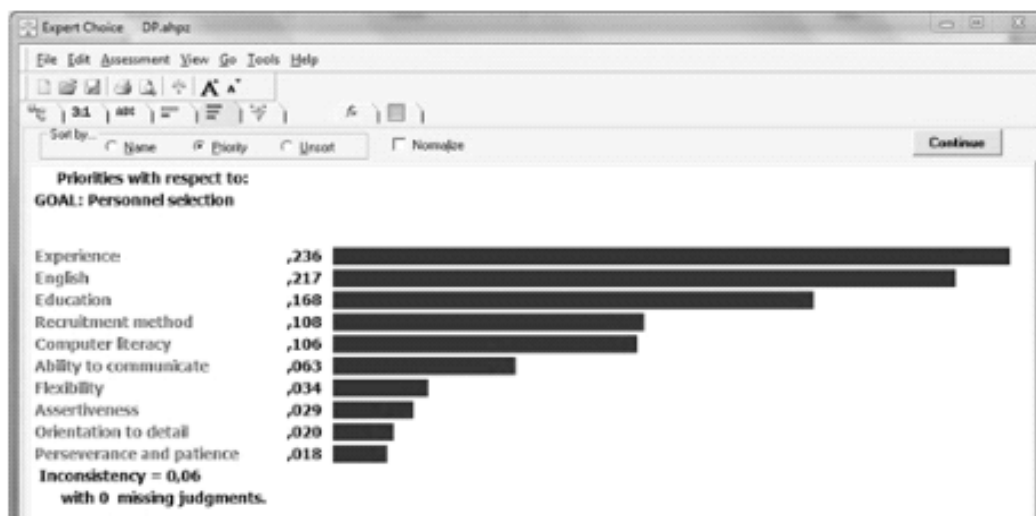 Expert Choice DP.ahpz
File Edit Assessment View Go Tools Help
A A
3:1 ABC
Sort by... Name Priority Unsort Normalize Continue
Priorities with respect to:
GOAL: Personnel selection
Experience ,236
English ,217
Education ,168
Recruitment method ,108
Computer literacy ,106
Ability to communicate ,063
Flexibility ,034
Assertiveness ,029
Orientation to detail ,020
Perseverance and patience ,018
Inconsistency = 0,06
with 0 missing judgments.